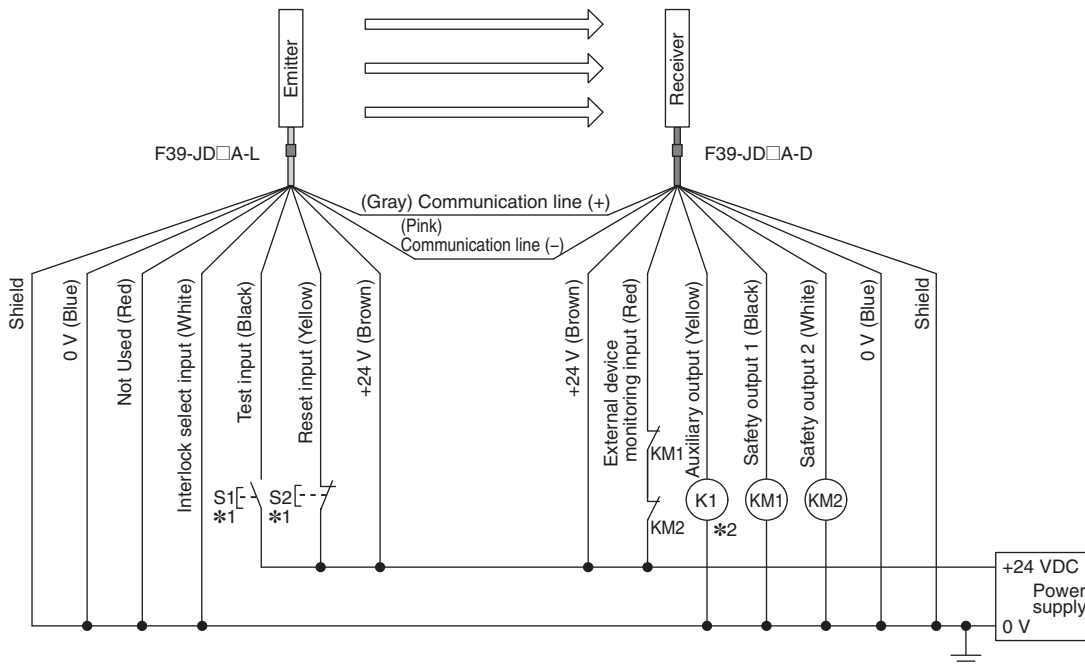 Emitter
Receiver
F39-JD□A-L
F39-JD□A-D
(Gray) Communication line (+)
(Pink)
Communication line (−)
Shield
0 V (Blue)
Not Used (Red)
Interlock select input (White)
Test input (Black)
Reset input (Yellow)
+24 V (Brown)
+24 V (Brown)
External device
monitoring input (Red)
Auxiliary output (Yellow)
Safety output 1 (Black)
Safety output 2 (White)
0 V (Blue)
Shield
S1
*1
S2
*1
KM1
KM2
K1
*2
KM1
KM2
+24 VDC
Power
supply
0 V